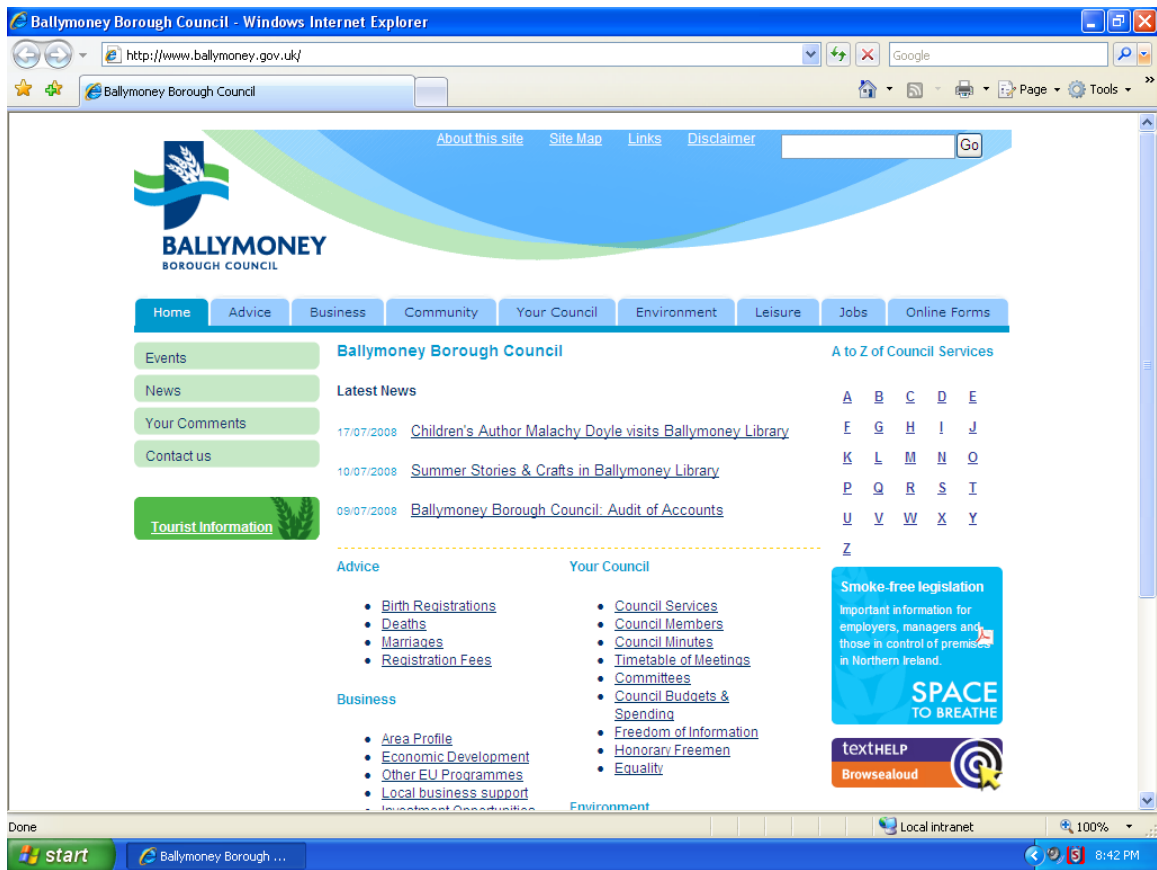 Ballymoney Borough Council - Windows Internet Explorer
http://www.ballymoney.gov.uk/
Google
Ballymoney Borough Council
Page
Tools
About this site Site Map Links Disclaimer
Go
BALLYMONEY
BOROUGH COUNCIL
Home Advice Business Community Your Council Environment Leisure Jobs Online Forms
Events
News
Your Comments
Contact us
Tourist Information
Ballymoney Borough Council
Latest News
17/07/2008 Children's Author Malachy Doyle visits Ballymoney Library
10/07/2008 Summer Stories & Crafts in Ballymoney Library
09/07/2008 Ballymoney Borough Council: Audit of Accounts
Advice
Birth Registrations
Deaths
Marriages
Registration Fees
Business
Area Profile
Economic Development
Other EU Programmes
Local business support
Investment Opportunities
Your Council
Council Services
Council Members
Council Minutes
Timetable of Meetings
Committees
Council Budgets &
Spending
Freedom of Information
Honorary Freemen
Equality
Environment
A to Z of Council Services
A B C D E
F G H I J
K L M N O
P Q R S T
U V W X Y
Z
Smoke-free legislation
Important information for
employers, managers and
those in control of premises
in Northern Ireland.
SPACE
TO BREATHE
textHELP
Browsealoud
Done
Local intranet
100%
start
Ballymoney Borough ...
8:42 PM